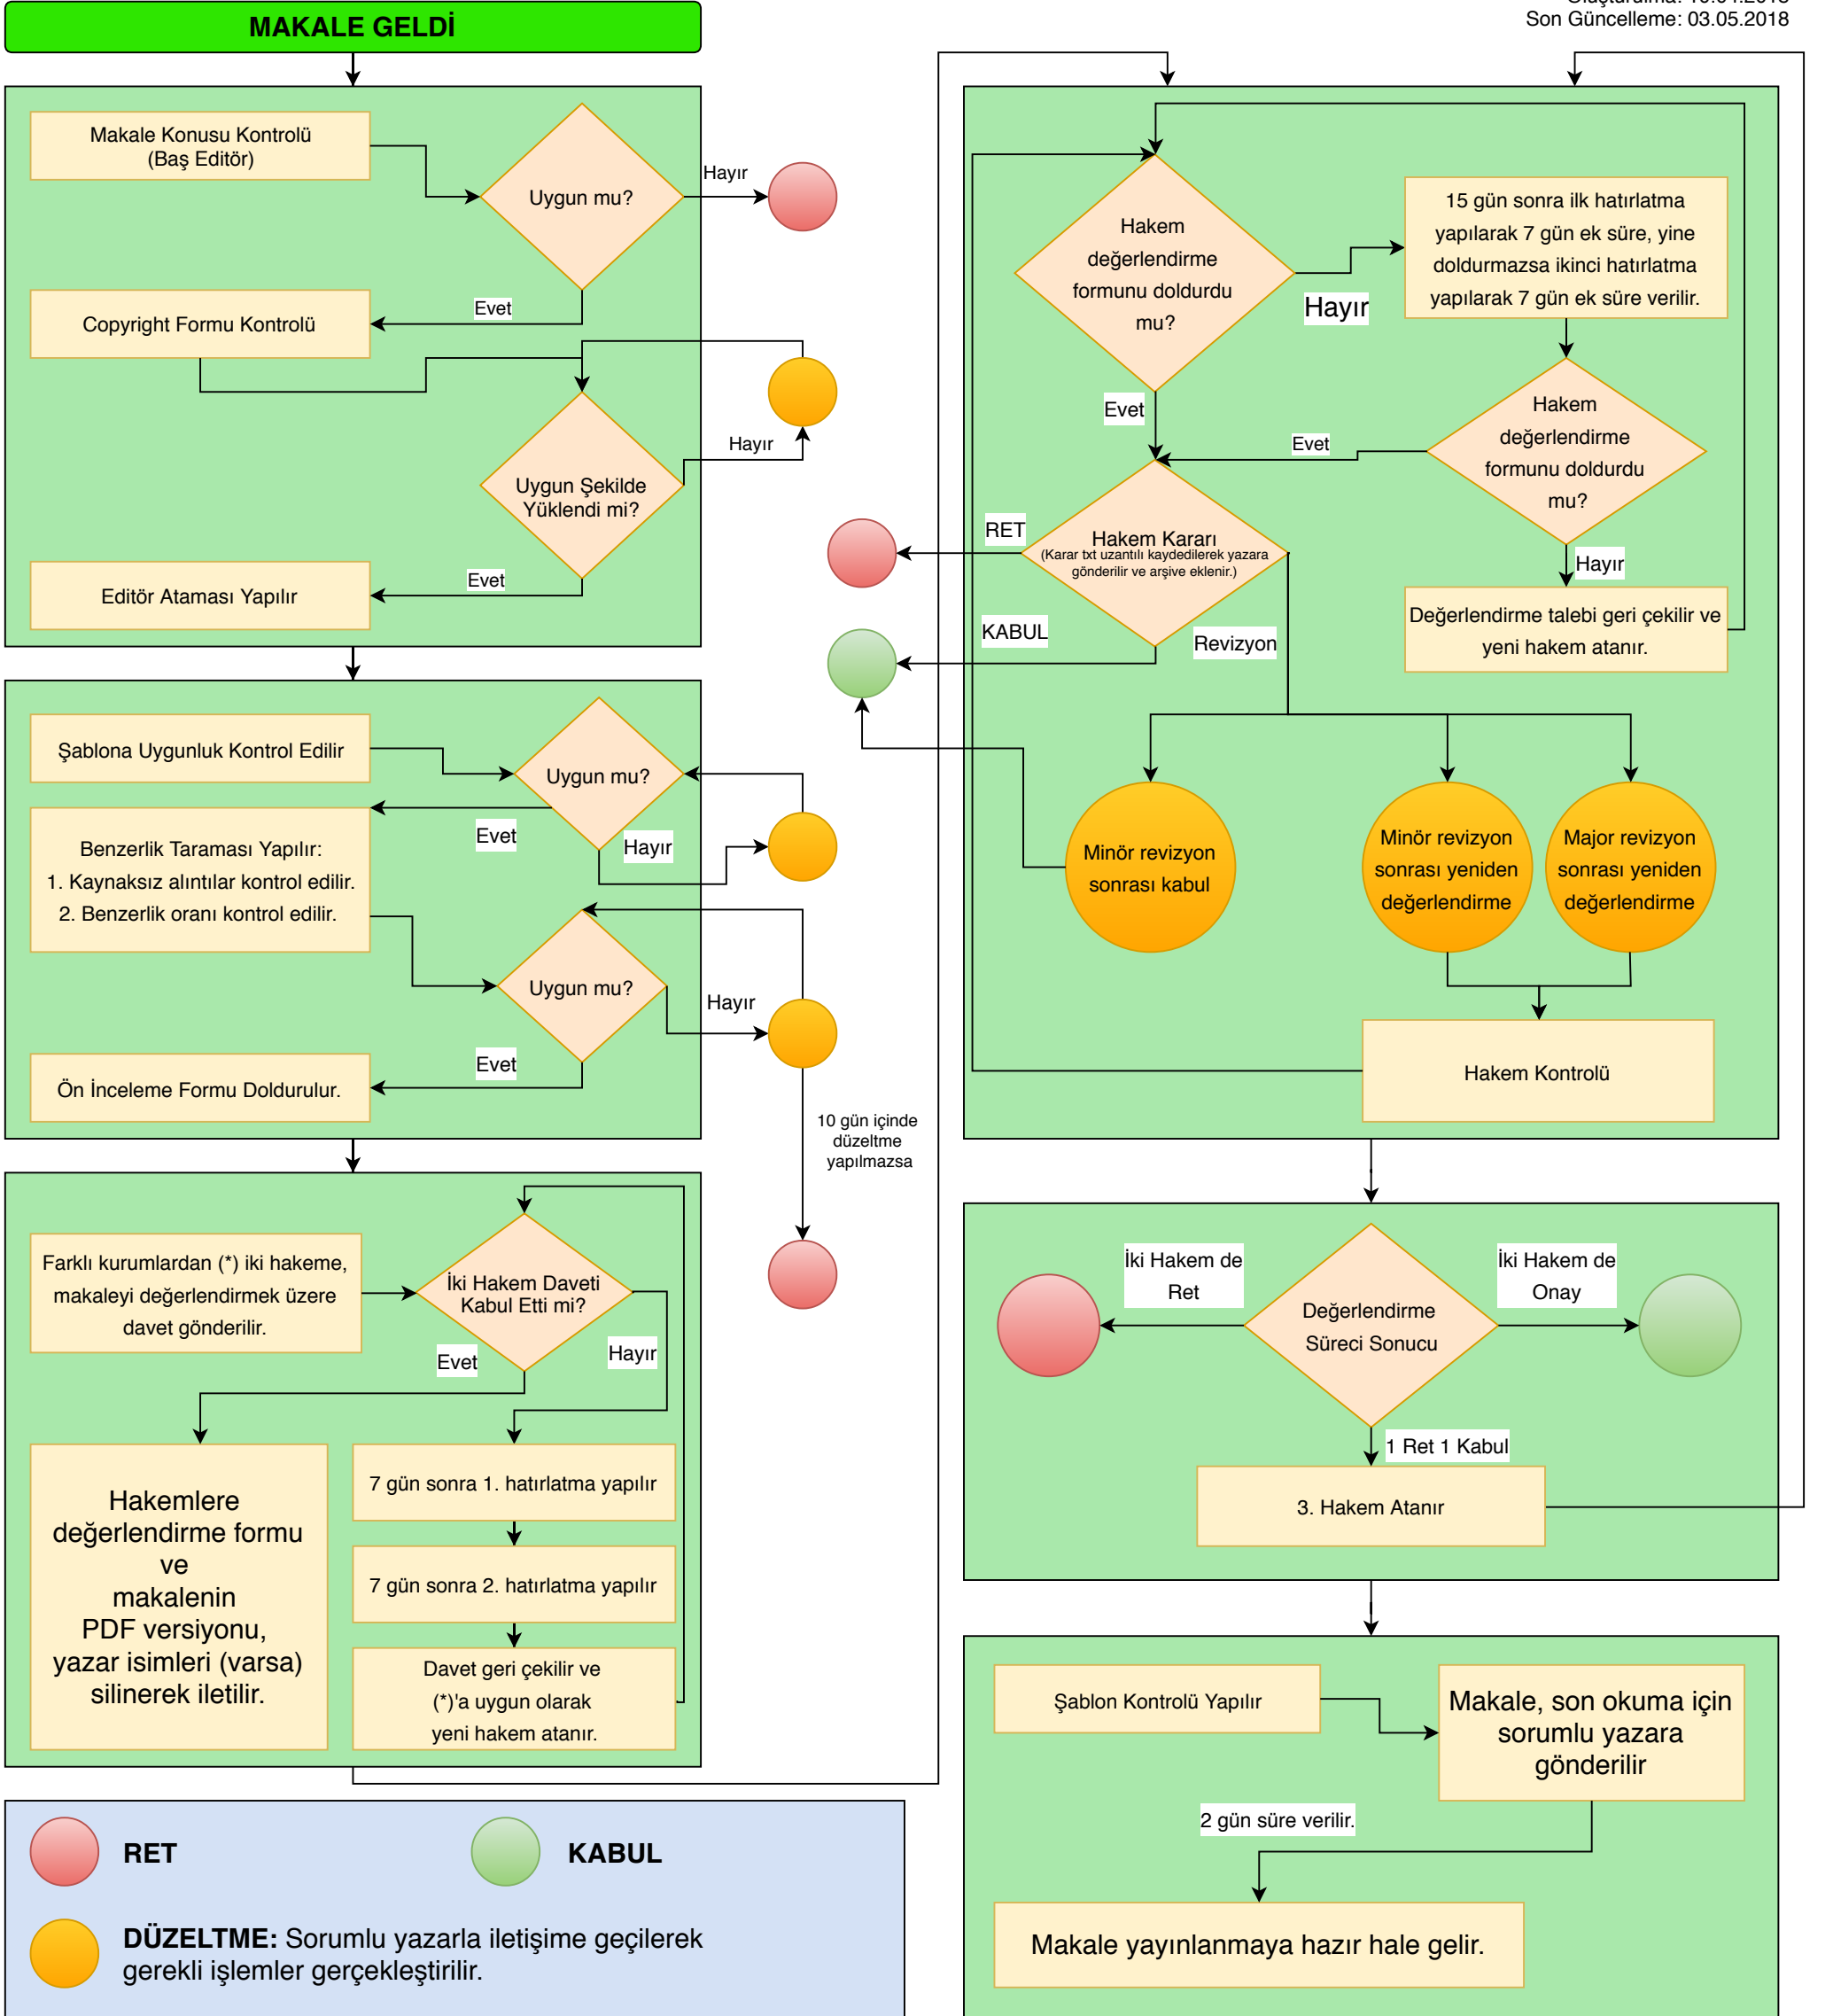 MAKALE GELDİ
Son Güncelleme: 03.05.2018
Makale Konusu Kontrolü
(Baş Editör)
Uygun mu?
Hayır
Evet
Copyright Formu Kontrolü
Uygun Şekilde
Yüklendi mi?
Hayır
Evet
Editör Ataması Yapılır
Şablona Uygunluk Kontrol Edilir
Uygun mu?
Evet
Hayır
Benzerlik Taraması Yapılır:
1. Kaynaksız alıntılar kontrol edilir.
2. Benzerlik oranı kontrol edilir.
Uygun mu?
Hayır
Evet
Ön İnceleme Formu Doldurulur.
10 gün içinde
düzeltme
yapılmazsa
Farklı kurumlardan (*) iki hakeme,
makaleyi değerlendirmek üzere
davet gönderilir.
İki Hakem Daveti
Kabul Etti mi?
Evet
Hayır
Hakemlere
değerlendirme formu
ve
makalenin
PDF versiyonu,
yazar isimleri (varsa)
silinerek iletilir.
7 gün sonra 1. hatırlatma yapılır
7 gün sonra 2. hatırlatma yapılır
Davet geri çekilir ve
(*)'a uygun olarak
yeni hakem atanır.
Hakem
değerlendirme
formunu doldurdu
mu?
Hayır
15 gün sonra ilk hatırlatma
yapılarak 7 gün ek süre, yine
doldurmazsa ikinci hatırlatma
yapılarak 7 gün ek süre verilir.
Evet
Hakem
değerlendirme
formunu doldurdu
mu?
Evet
Hayır
Değerlendirme talebi geri çekilir ve
yeni hakem atanır.
Hakem Kararı
(Karar txt uzantılı kaydedilerek yazara
gönderilir ve arşive eklenir.)
RET
KABUL
Revizyon
Minör revizyon
sonrası kabul
Minör revizyon
sonrası yeniden
değerlendirme
Major revizyon
sonrası yeniden
değerlendirme
Hakem Kontrolü
İki Hakem de
Ret
Değerlendirme
Süreci Sonucu
İki Hakem de
Onay
1 Ret 1 Kabul
3. Hakem Atanır
Şablon Kontrolü Yapılır
Makale, son okuma için
sorumlu yazara
gönderilir
2 gün süre verilir.
Makale yayınlanmaya hazır hale gelir.
RET
KABUL
DÜZELTME: Sorumlu yazarla iletişime geçilerek
gerekli işlemler gerçekleştirilir.